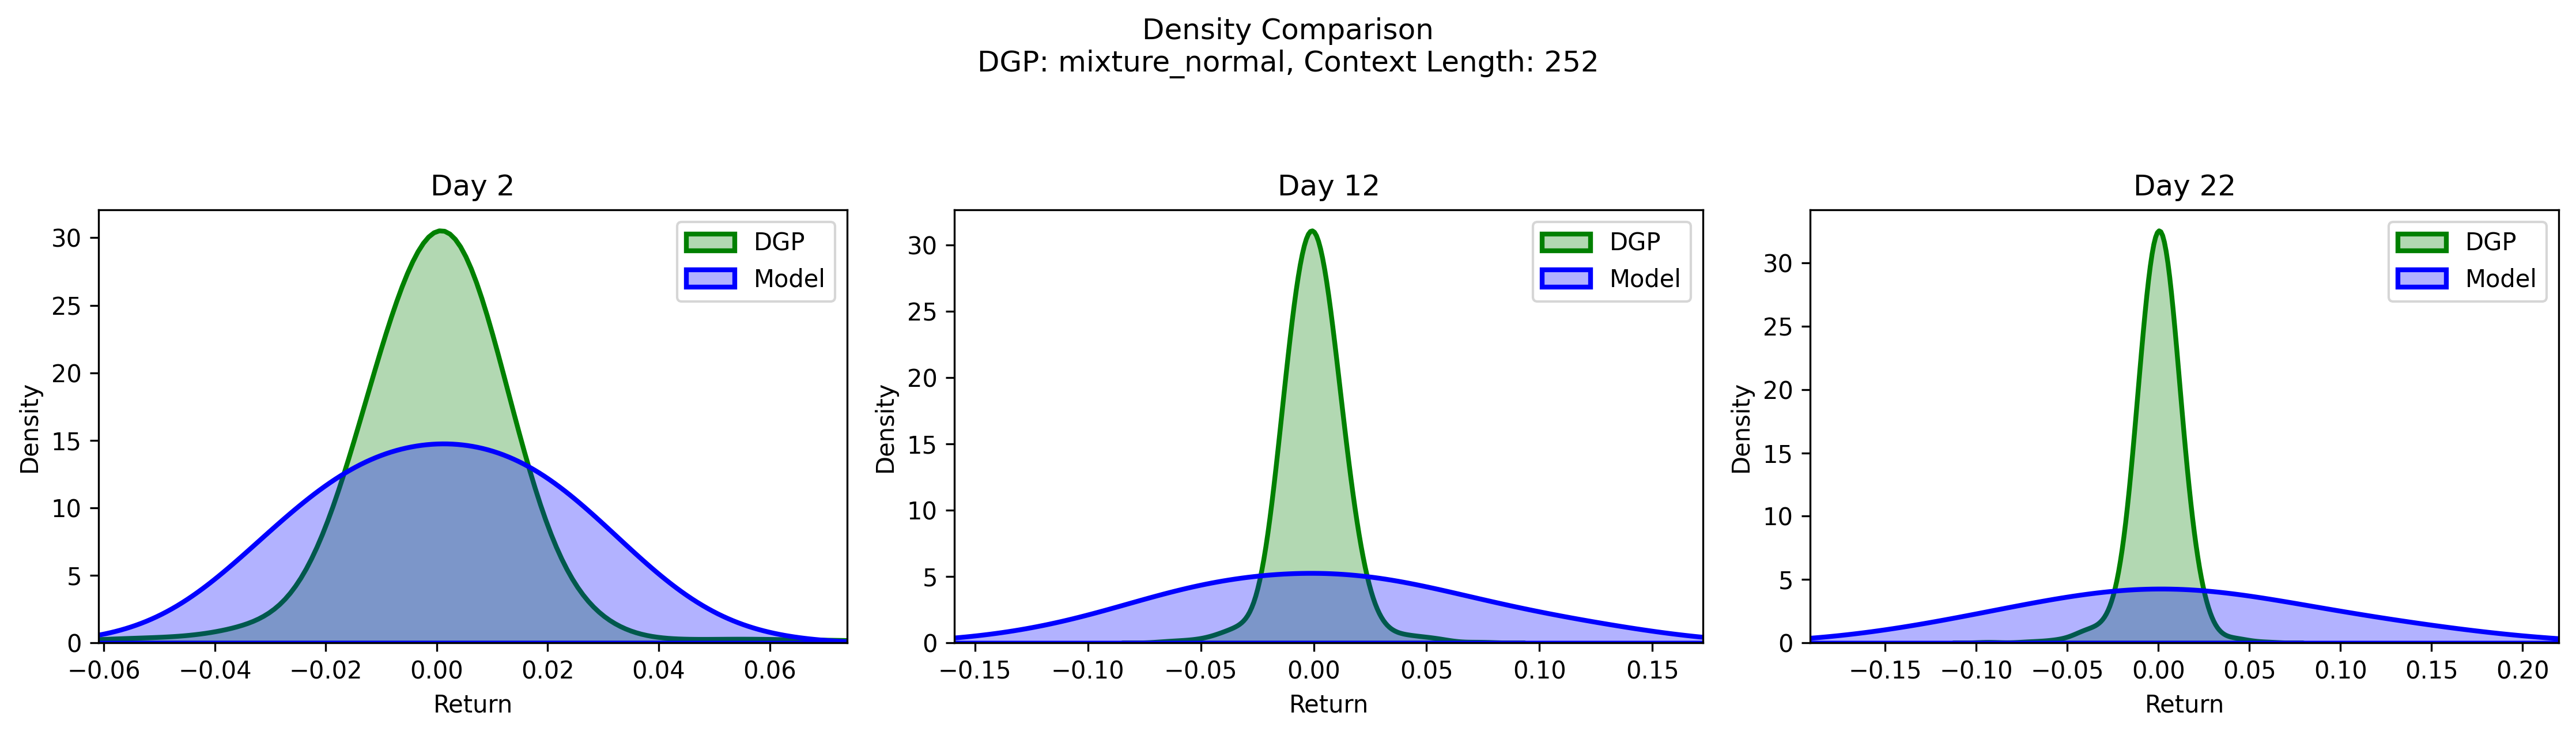 Density Comparison
DGP: mixture_normal, Context Length: 252
Day 2
30
25
20
15
10
5
0
Density
−0.06 −0.04 −0.02 0.00 0.02 0.04 0.06
Return
DGP
Model
Day 12
30
25
20
15
10
5
0
Density
−0.15 −0.10 −0.05 0.00 0.05 0.10 0.15
Return
DGP
Model
Day 22
30
25
20
15
10
5
0
Density
−0.15 −0.10 −0.05 0.00 0.05 0.10 0.15 0.20
Return
DGP
Model